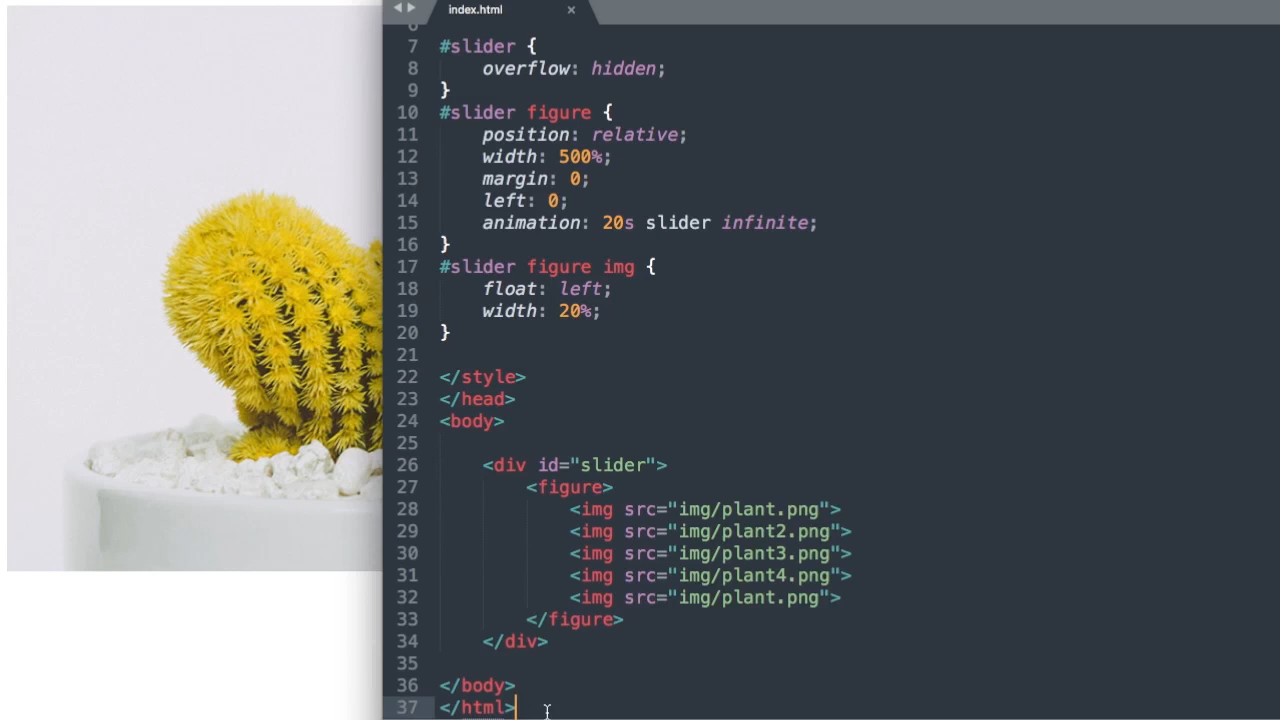 index.html ×
6
7 #slider {
8 overflow: hidden;
9 }
10 #slider figure {
11 position: relative;
12 width: 500%;
13 margin: 0;
14 left: 0;
15 animation: 20s slider infinite;
16 }
17 #slider figure img {
18 float: left;
19 width: 20%;
20 }
21
22 </style>
23 </head>
24 <body>
25
26 <div id="slider">
27 <figure>
28 <img src="img/plant.png">
29 <img src="img/plant2.png">
30 <img src="img/plant3.png">
31 <img src="img/plant4.png">
32 <img src="img/plant.png">
33 </figure>
34 </div>
35
36 </body>
37 </html>